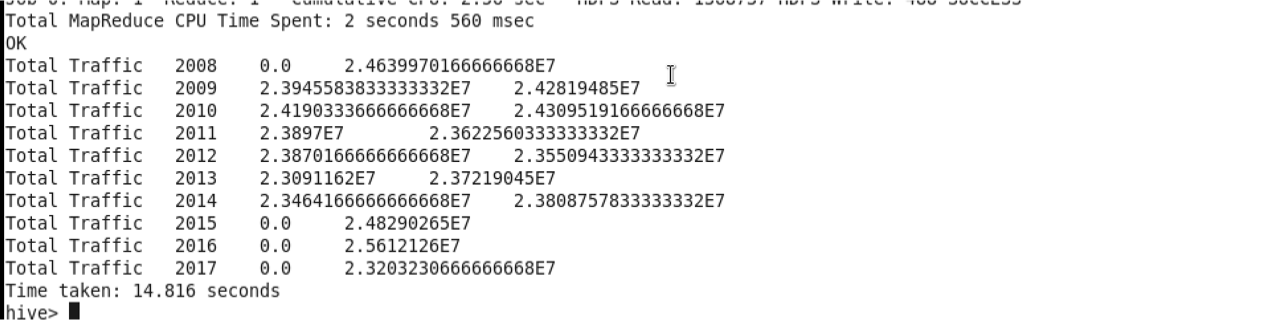 Job 0: Map: 1 Reduce: 1 Cumulative CPU: 2.56 sec HDFS Read: 1368757 HDFS Write: 488 SUCCESS
Total MapReduce CPU Time Spent: 2 seconds 560 msec
OK
Total Traffic 2008 0.0 2.4639970166666668E7
Total Traffic 2009 2.3945583833333332E7 2.42819485E7
Total Traffic 2010 2.4190333666666668E7 2.4309519166666668E7
Total Traffic 2011 2.3897E7 2.3622560333333332E7
Total Traffic 2012 2.3870166666666668E7 2.3550943333333332E7
Total Traffic 2013 2.3091162E7 2.37219045E7
Total Traffic 2014 2.3464166666666668E7 2.3808757833333332E7
Total Traffic 2015 0.0 2.48290265E7
Total Traffic 2016 0.0 2.5612126E7
Total Traffic 2017 0.0 2.3203230666666668E7
Time taken: 14.816 seconds
hive>